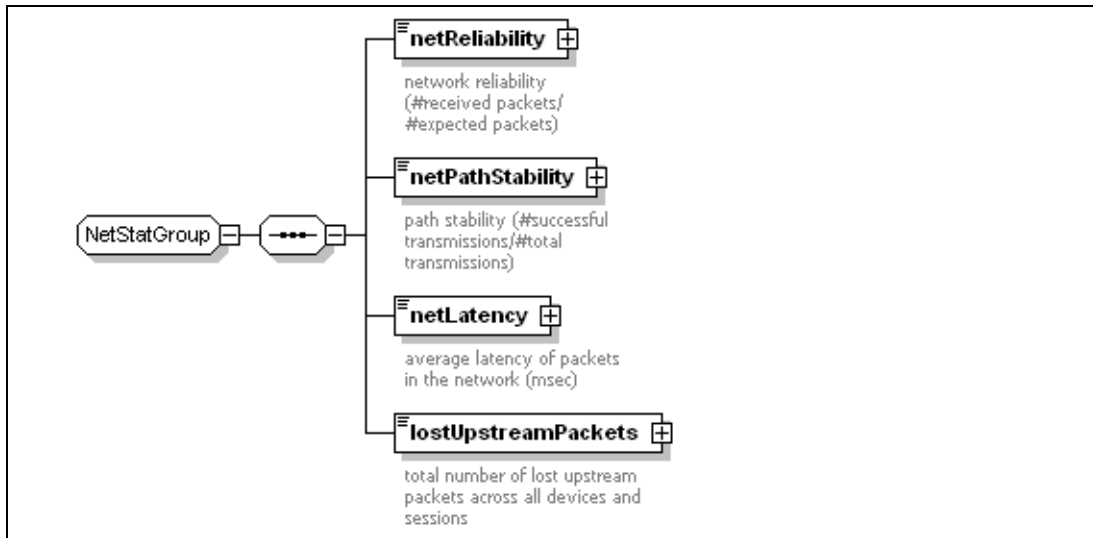 netReliability
network reliability
(#received packets/
#expected packets)
netPathStability
path stability (#successful
transmissions/#total
transmissions)
NetStatGroup
netLatency
average latency of packets
in the network (msec)
lostUpstreamPackets
total number of lost upstream
packets across all devices and
sessions